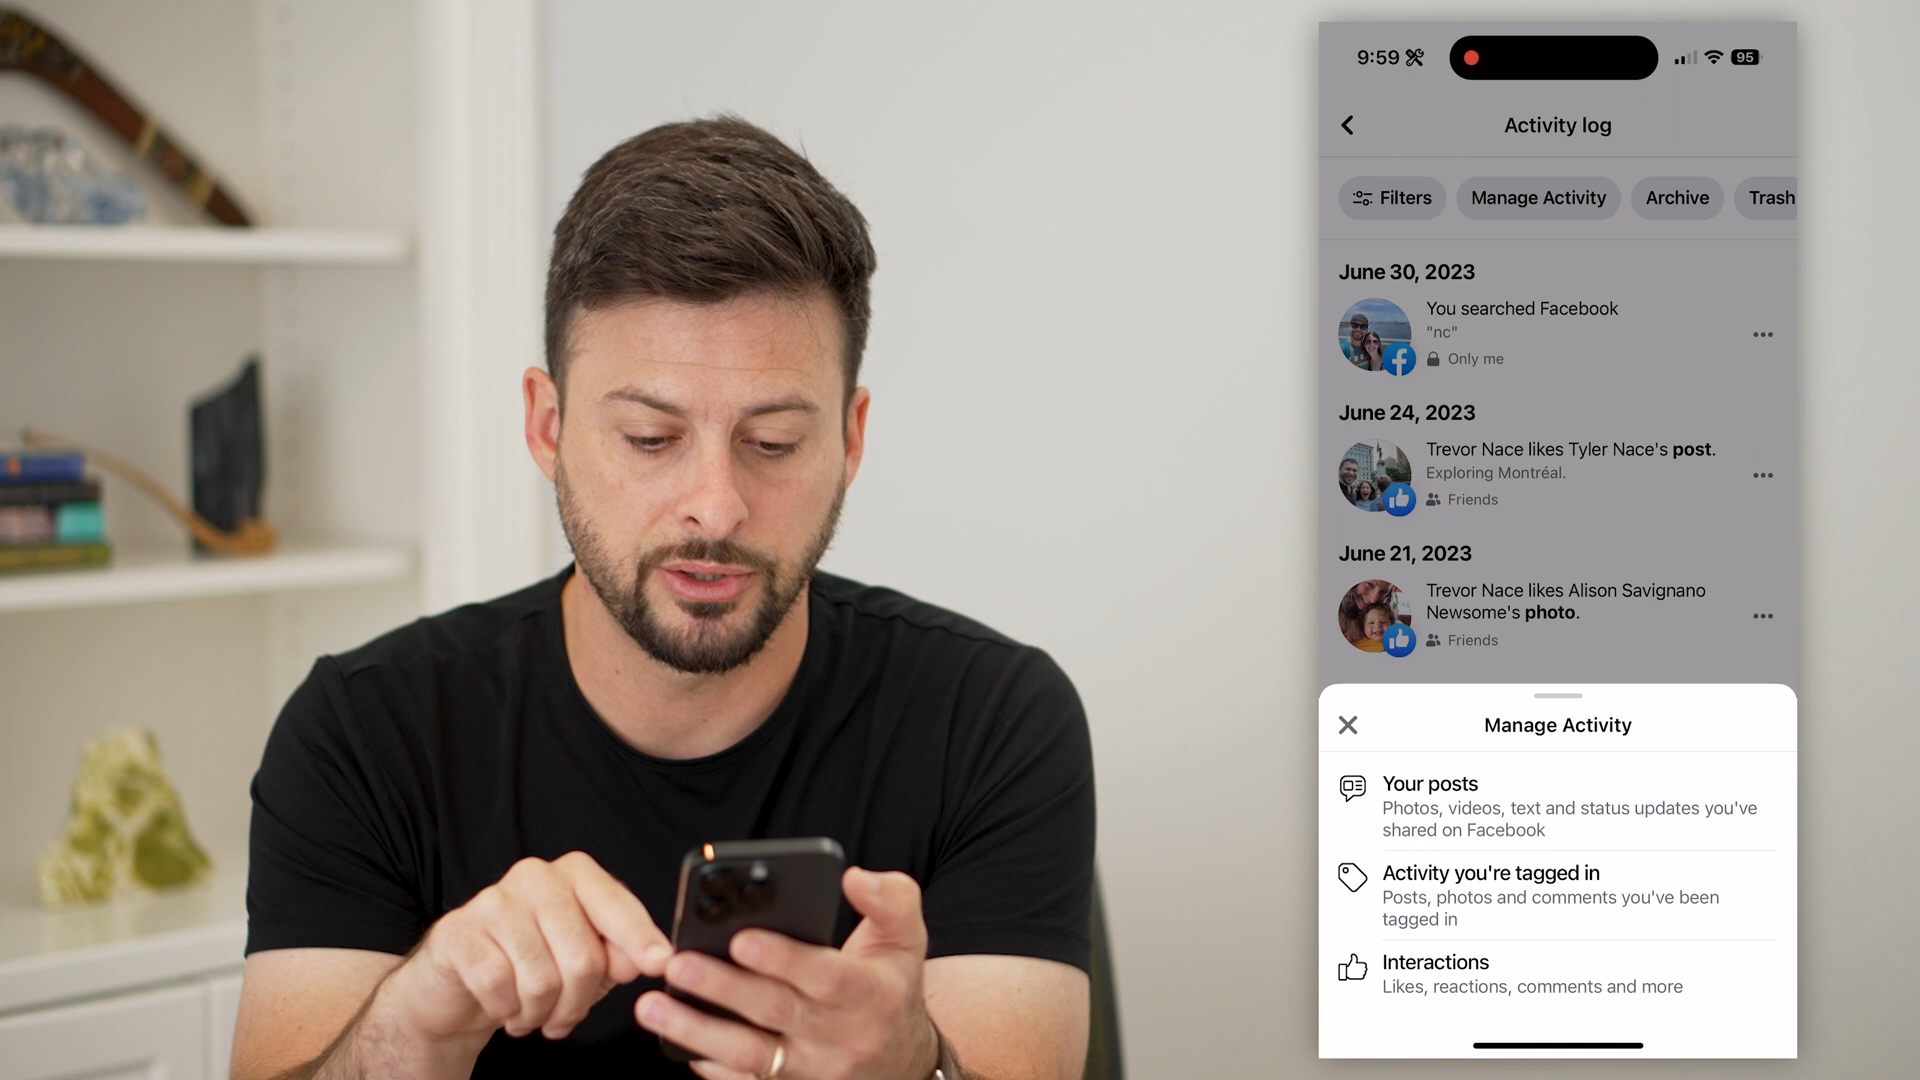 9:59
95
Activity log
Filters
Manage Activity
Archive
Trash
June 30, 2023
You searched Facebook
"nc"
Only me
June 24, 2023
Trevor Nace likes Tyler Nace's post.
Exploring Montréal.
Friends
June 21, 2023
Trevor Nace likes Alison Savignano
Newsome's photo.
Friends
Manage Activity
Your posts
Photos, videos, text and status updates you've
shared on Facebook
Activity you're tagged in
Posts, photos and comments you've been
tagged in
Interactions
Likes, reactions, comments and more